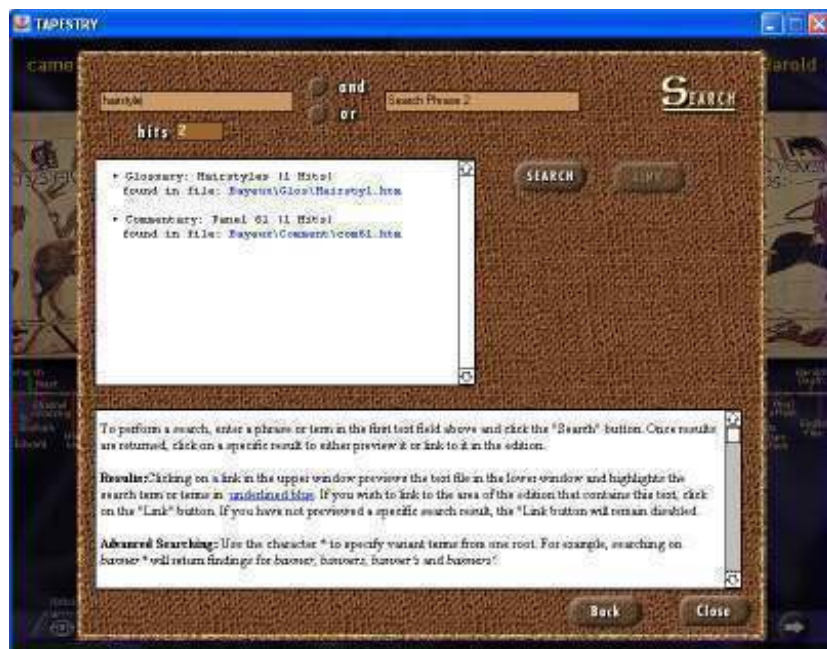 TAPESTRY
came
Harold
hairstyle
and
or
Search Phrase 2
SEARCH
hits 2
• Glossary: Hairstyles (1 Hits)
found in file: Bayeux\Glos\Hairstyl.htm
• Commentary: Panel 61 (1 Hits)
found in file: Bayeux\Comment\com61.htm
SEARCH
LINK
To perform a search, enter a phrase or term in the first text field above and click the "Search" button. Once results
are returned, click on a specific result to either preview it or link to it in the edition.
Results: Clicking on a link in the upper window previews the text file in the lower window and highlights the
search term or terms in underlined blue. If you wish to link to the area of the edition that contains this text, click
on the "Link" button. If you have not previewed a specific search result, the "Link button will remain disabled.
Advanced Searching: Use the character * to specify variant terms from one root. For example, searching on
banner * will return findings for banner, banners, banner's and banners'.
Back
Close